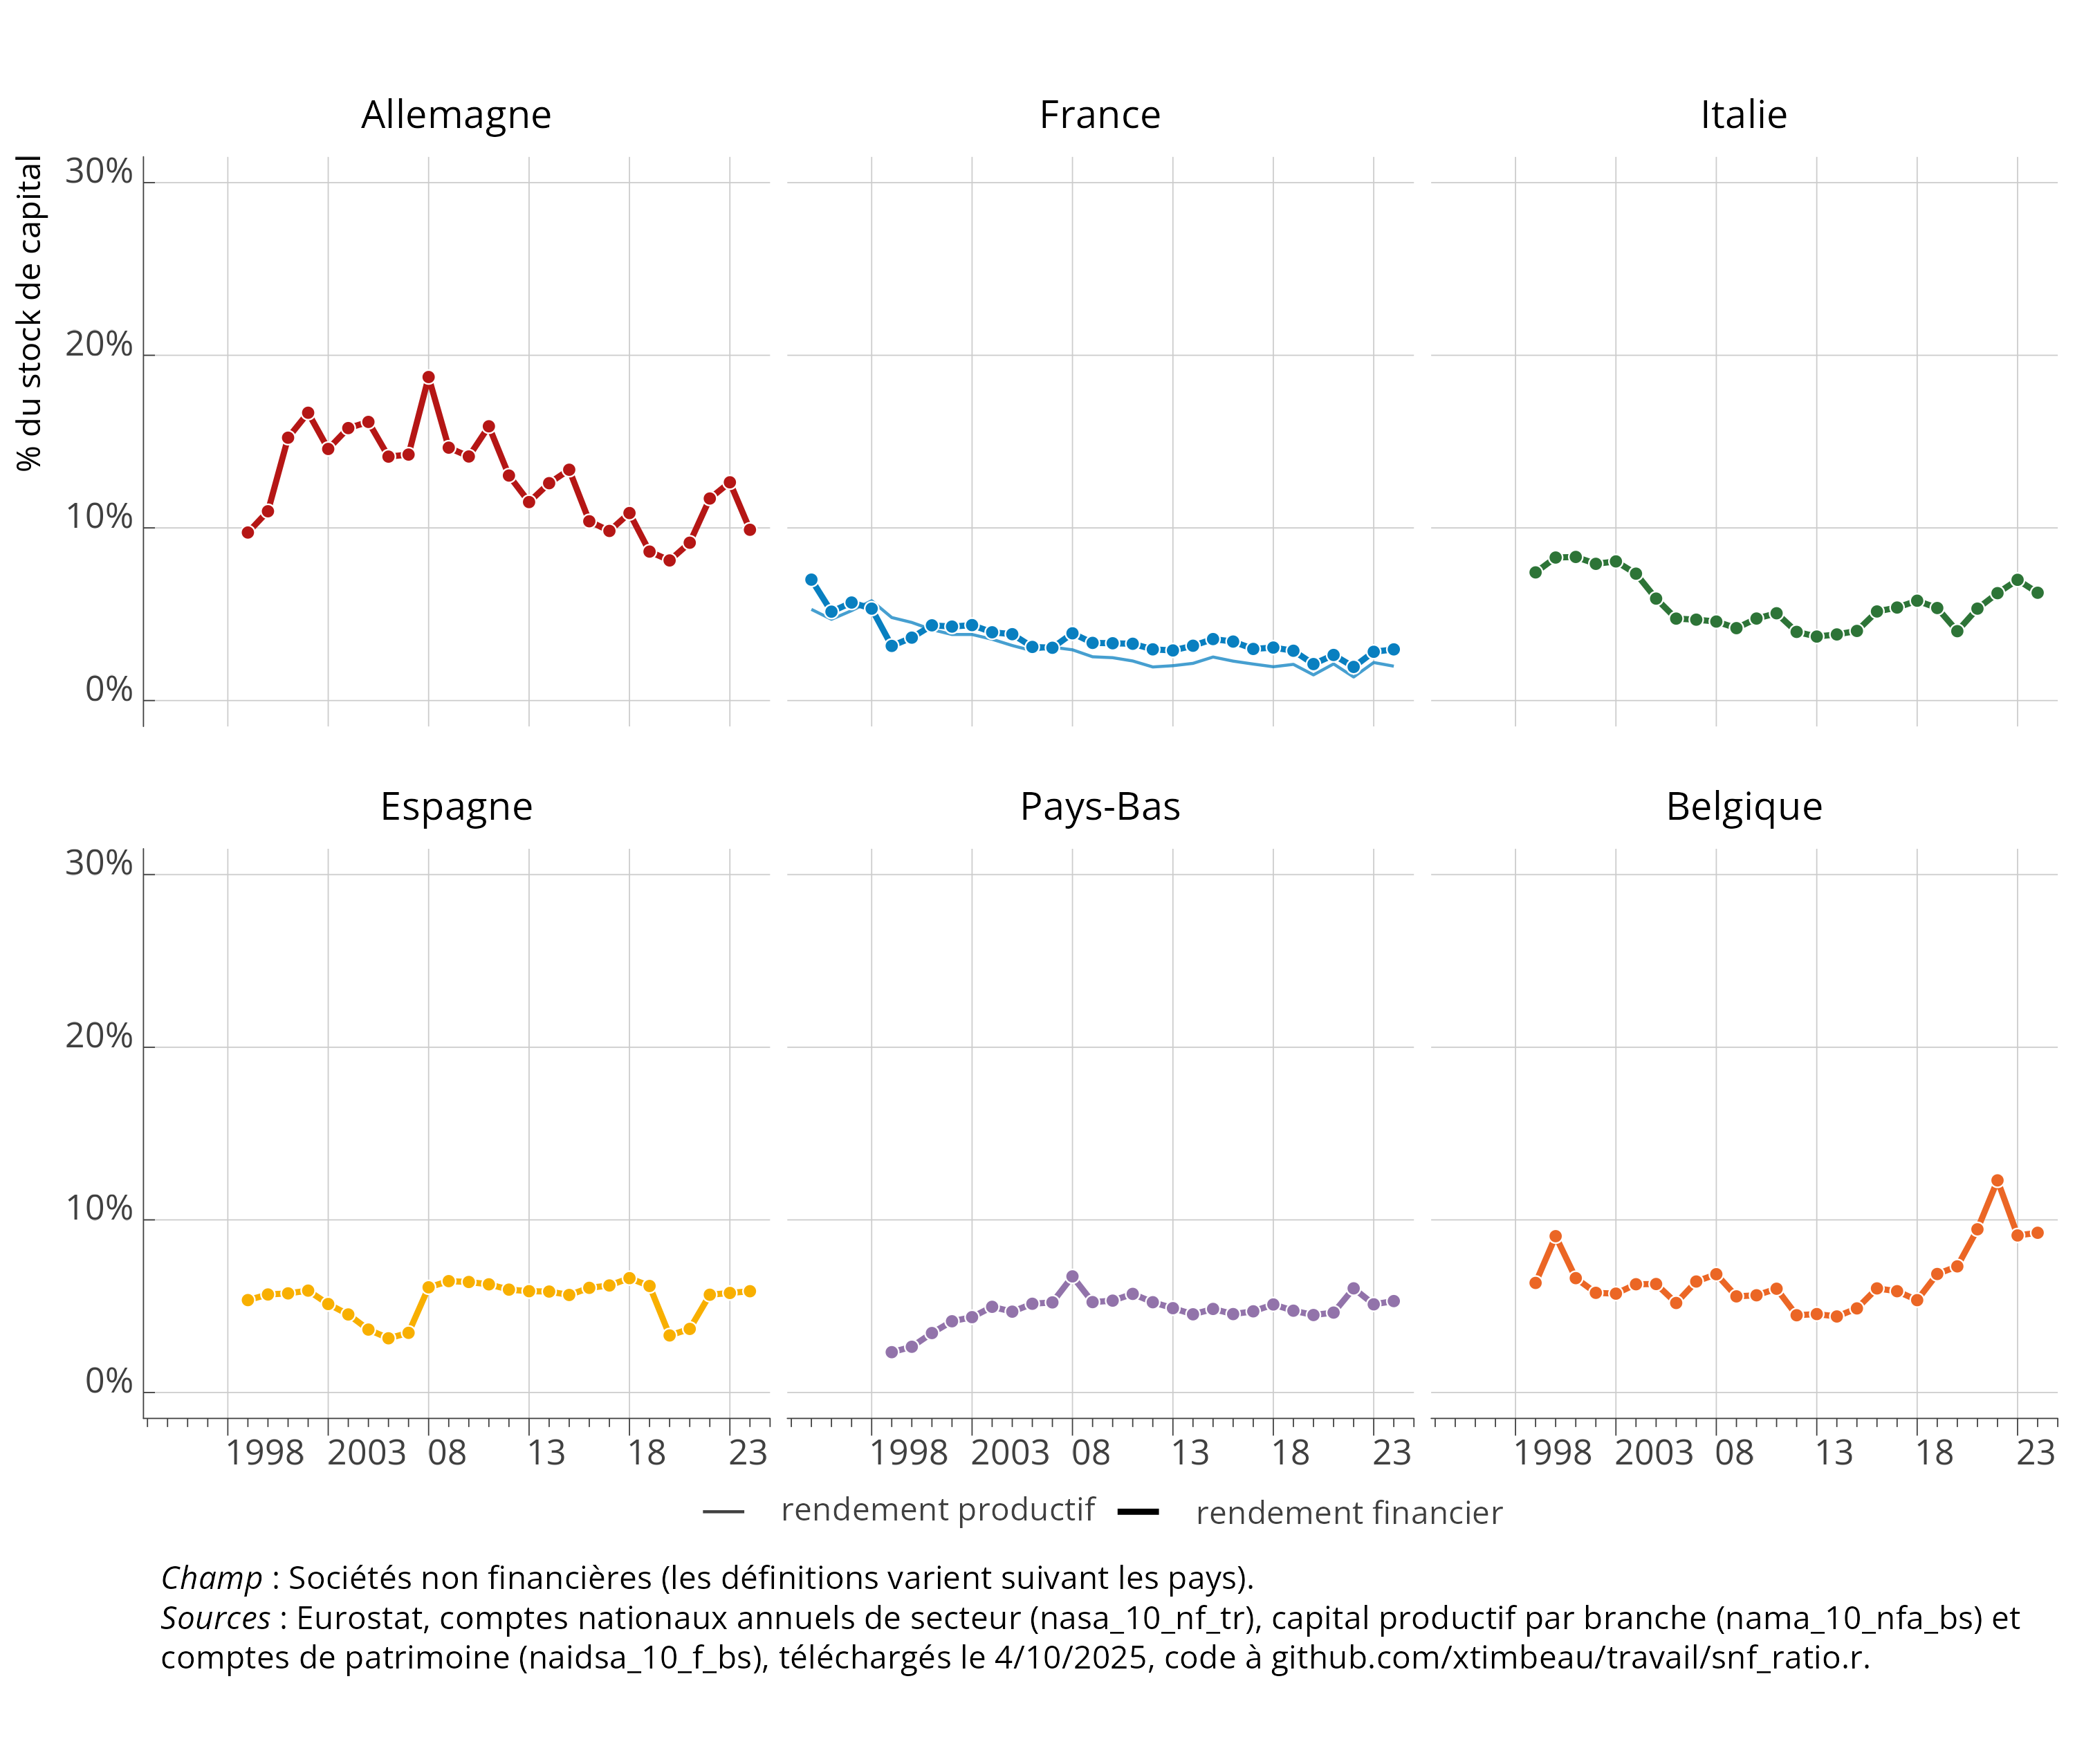 Allemagne
France
Italie
% du stock de capital
30%
20%
10%
0%
Espagne
Pays-Bas
Belgique
30%
20%
10%
0%
1998 2003 08 13 18 23
1998 2003 08 13 18 23
1998 2003 08 13 18 23
rendement productif
rendement financier
Champ : Sociétés non financières (les définitions varient suivant les pays).
Sources : Eurostat, comptes nationaux annuels de secteur (nasa_10_nf_tr), capital productif par branche (nama_10_nfa_bs) et
comptes de patrimoine (naidsa_10_f_bs), téléchargés le 4/10/2025, code à github.com/xtimbeau/travail/snf_ratio.r.